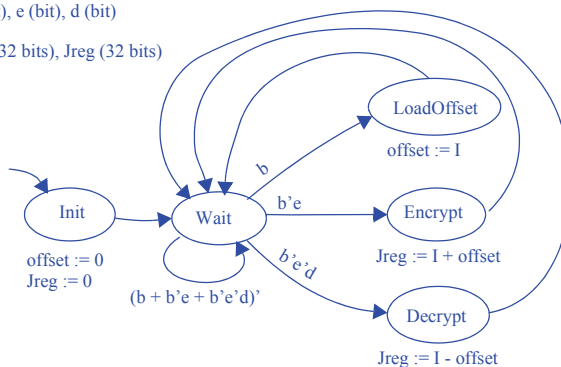 ), e (bit), d (bit)
32 bits), Jreg (32 bits)
LoadOffset
offset := I
b
Init
Wait
b’e
Encrypt
offset := 0
Jreg := 0
Jreg := I + offset
b’e’d
(b + b’e + b’e’d)’
Decrypt
Jreg := I - offset